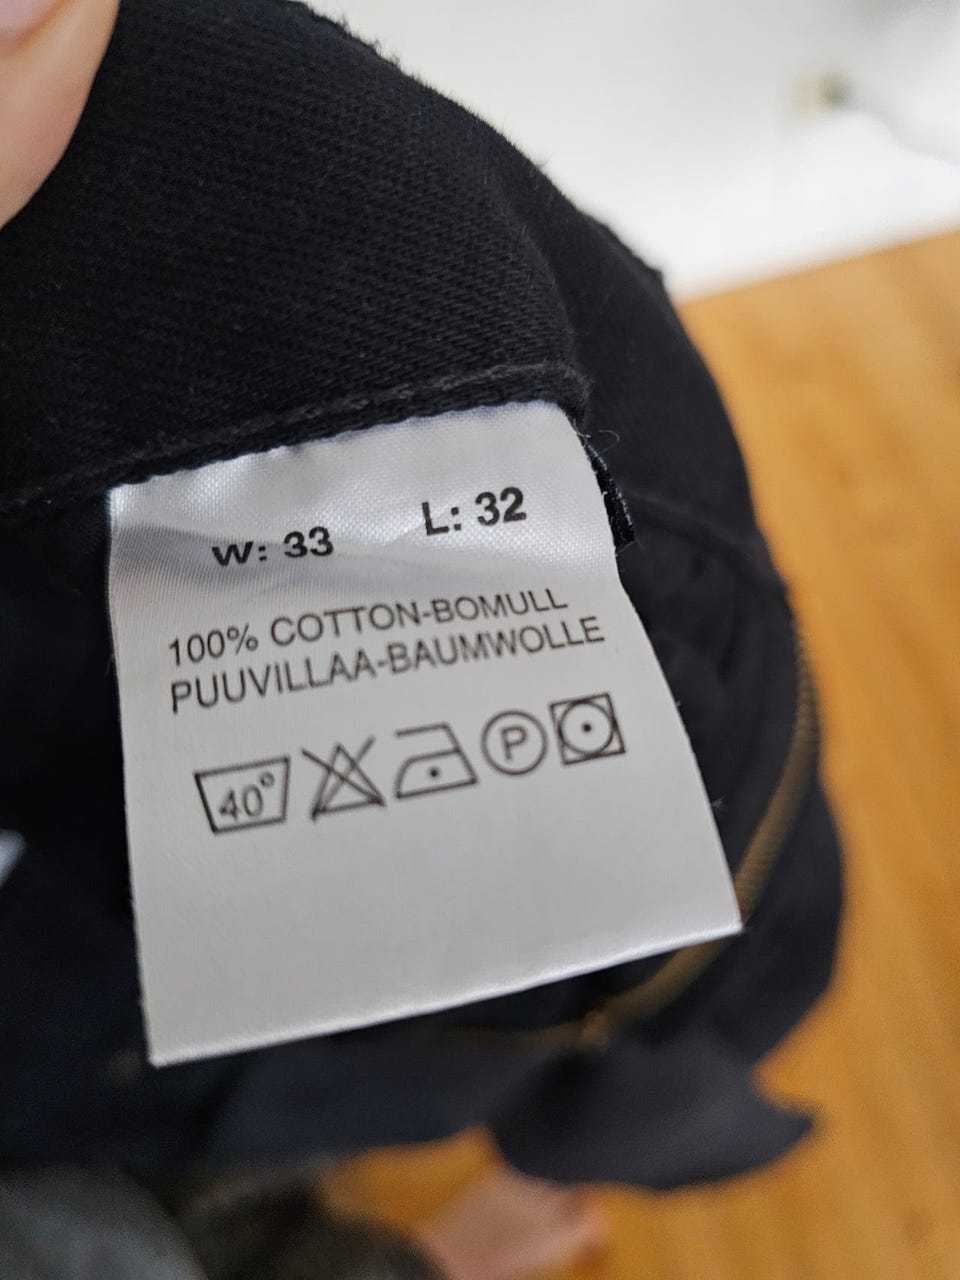 W: 33 L: 32
100% COTTON-BOMULL
PUUVILLAA-BAUMWOLLE
40° P